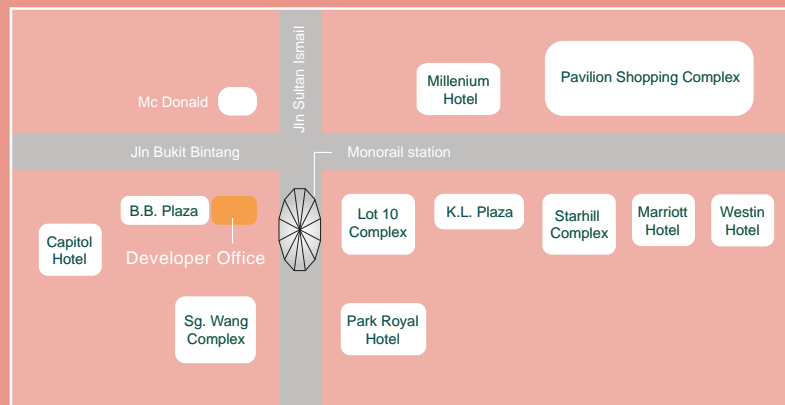 Jln Sultan Ismail
Millenium
Hotel
Pavilion Shopping Complex
Mc Donald
Jln Bukit Bintang
Monorail station
B.B. Plaza
Lot 10
Complex
K.L. Plaza
Starhill
Complex
Marriott
Hotel
Westin
Hotel
Capitol
Hotel
Developer Office
Sg. Wang
Complex
Park Royal
Hotel